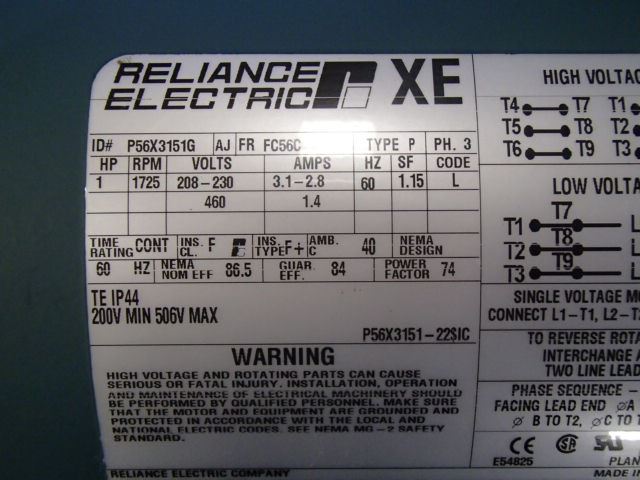 RELIANCE
ELECTRIC
XE
ID# P56X3151G AJ FR FC56C TYPE P PH. 3
HP RPM VOLTS AMPS HZ SF CODE
1 1725 208-230 3.1-2.8 60 1.15 L
460 1.4
TIME RATING CONT INS. CL. F E INS. TYPE F+ AMB. C 40 NEMA DESIGN
60 HZ NEMA NOM EFF 86.5 GUAR. EFF. 84 POWER FACTOR 74
TE IP44
200V MIN 506V MAX
P56X3151-22SIC
WARNING
HIGH VOLTAGE AND ROTATING PARTS CAN CAUSE
SERIOUS OR FATAL INJURY. INSTALLATION, OPERATION
AND MAINTENANCE OF ELECTRICAL MACHINERY SHOULD
BE PERFORMED BY QUALIFIED PERSONNEL. MAKE SURE
THAT THE MOTOR AND EQUIPMENT ARE GROUNDED AND
PROTECTED IN ACCORDANCE WITH THE LOCAL AND
NATIONAL ELECTRIC CODES. SEE NEMA MG-2 SAFETY
STANDARD.
RELIANCE ELECTRIC COMPANY
HIGH VOLTAG
T4 T7 T1
T5 T8 T2
T6 T9 T3
LOW VOLTA
T7
T1 L
T8
T2 L
T9
T3 L
SINGLE VOLTAGE MO
CONNECT L1-T1, L2-T2
TO REVERSE ROTA
INTERCHANGE A
TWO LINE LEAD
PHASE SEQUENCE -
FACING LEAD END øA T
ø B TO T2, øC TO T
CE SA
E54825 PLAN
MADE IN